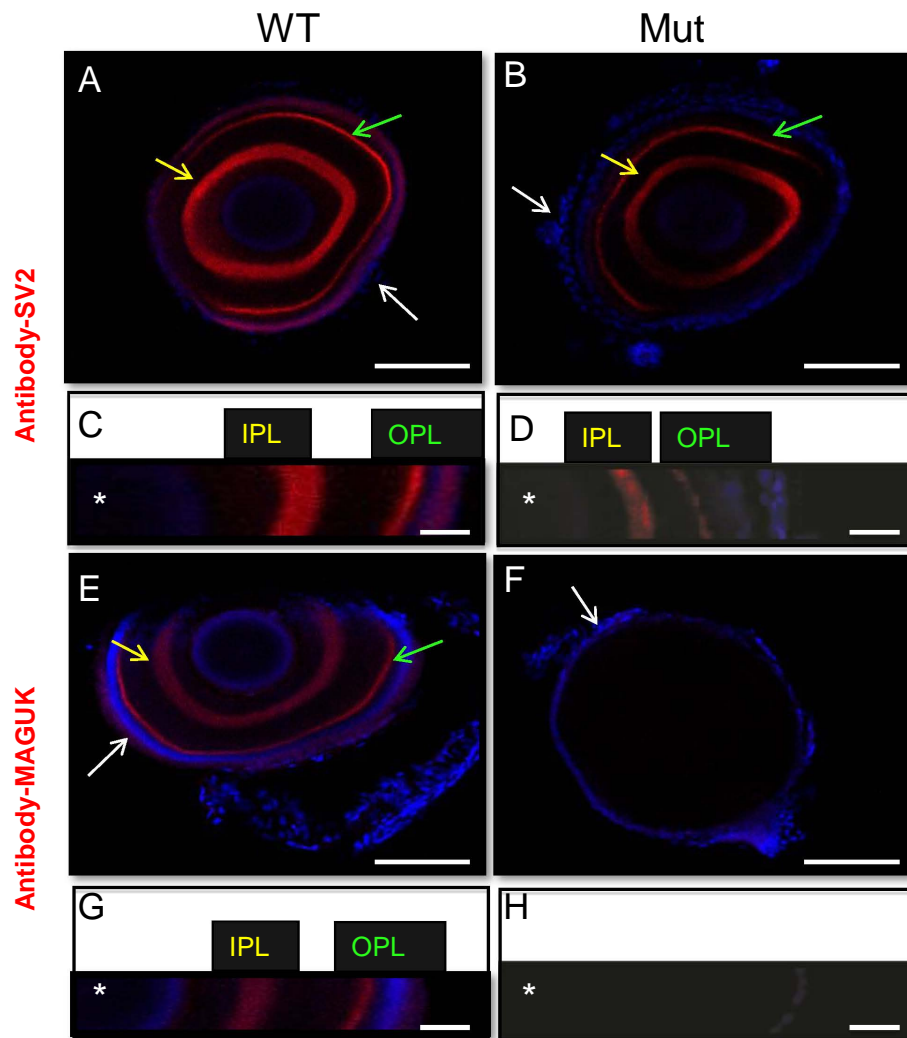 WT Mut
Antibody-SV2
A B
C IPL OPL D IPL OPL
* *
Antibody-MAGUK
E F
G IPL OPL H
* *